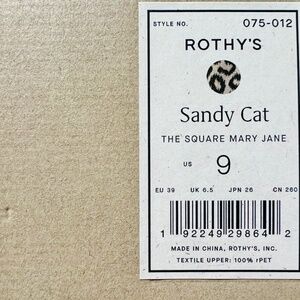 STYLE NO. 075-012
ROTHY'S
Sandy Cat
THE SQUARE MARY JANE
US 9
EU 39 UK 6.5 JPN 26 CN 260
1 92249 29864 2
MADE IN CHINA, ROTHY'S, INC.
TEXTILE UPPER: 100% rPET